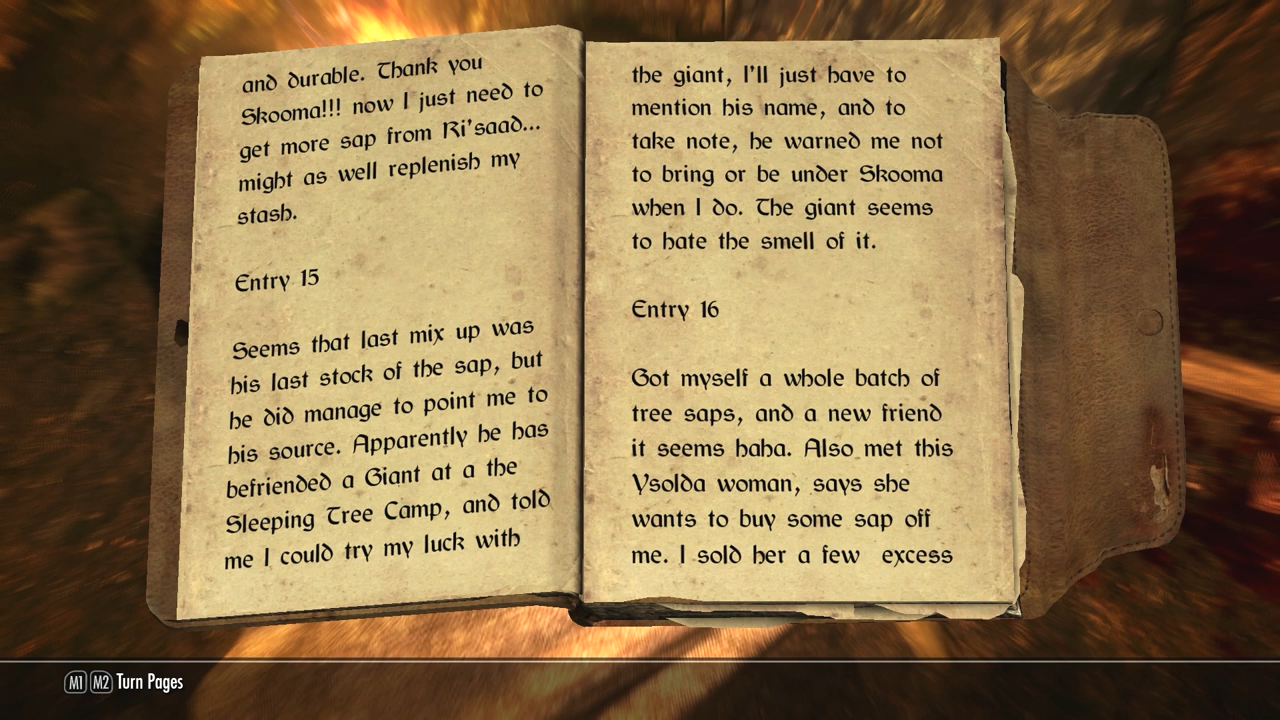 and durable. Thank you
Skooma!!! now I just need to
get more sap from Ri'saad...
might as well replenish my
stash.
Entry 15
Seems that last mix up was
his last stock of the sap, but
he did manage to point me to
his source. Apparently he has
befriended a Giant at a the
Sleeping Tree Camp, and told
me I could try my luck with
the giant, I'll just have to
mention his name, and to
take note, he warned me not
to bring or be under Skooma
when I do. The giant seems
to hate the smell of it.
Entry 16
Got myself a whole batch of
tree saps, and a new friend
it seems haha. Also met this
Ysolda woman, says she
wants to buy some sap off
me. I sold her a few excess
M1 M2 Turn Pages